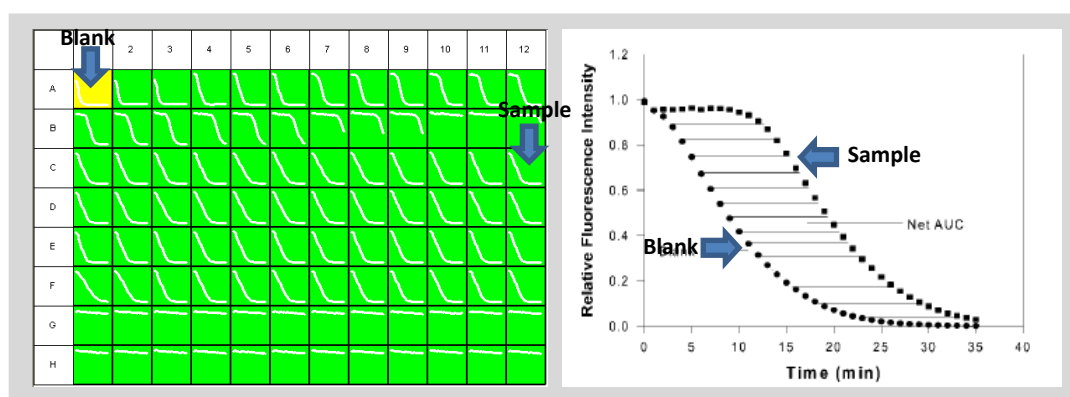 Blank
2 3 4 5 6 7 8 9 10 11 12
A
Sample
B
C
D
E
F
G
H
Relative Fluorescence Intensity
1.2
1.0
0.8
0.6
0.4
0.2
0.0
Sample
Net AUC
Blank
0 5 10 15 20 25 30 35 40
Time (min)